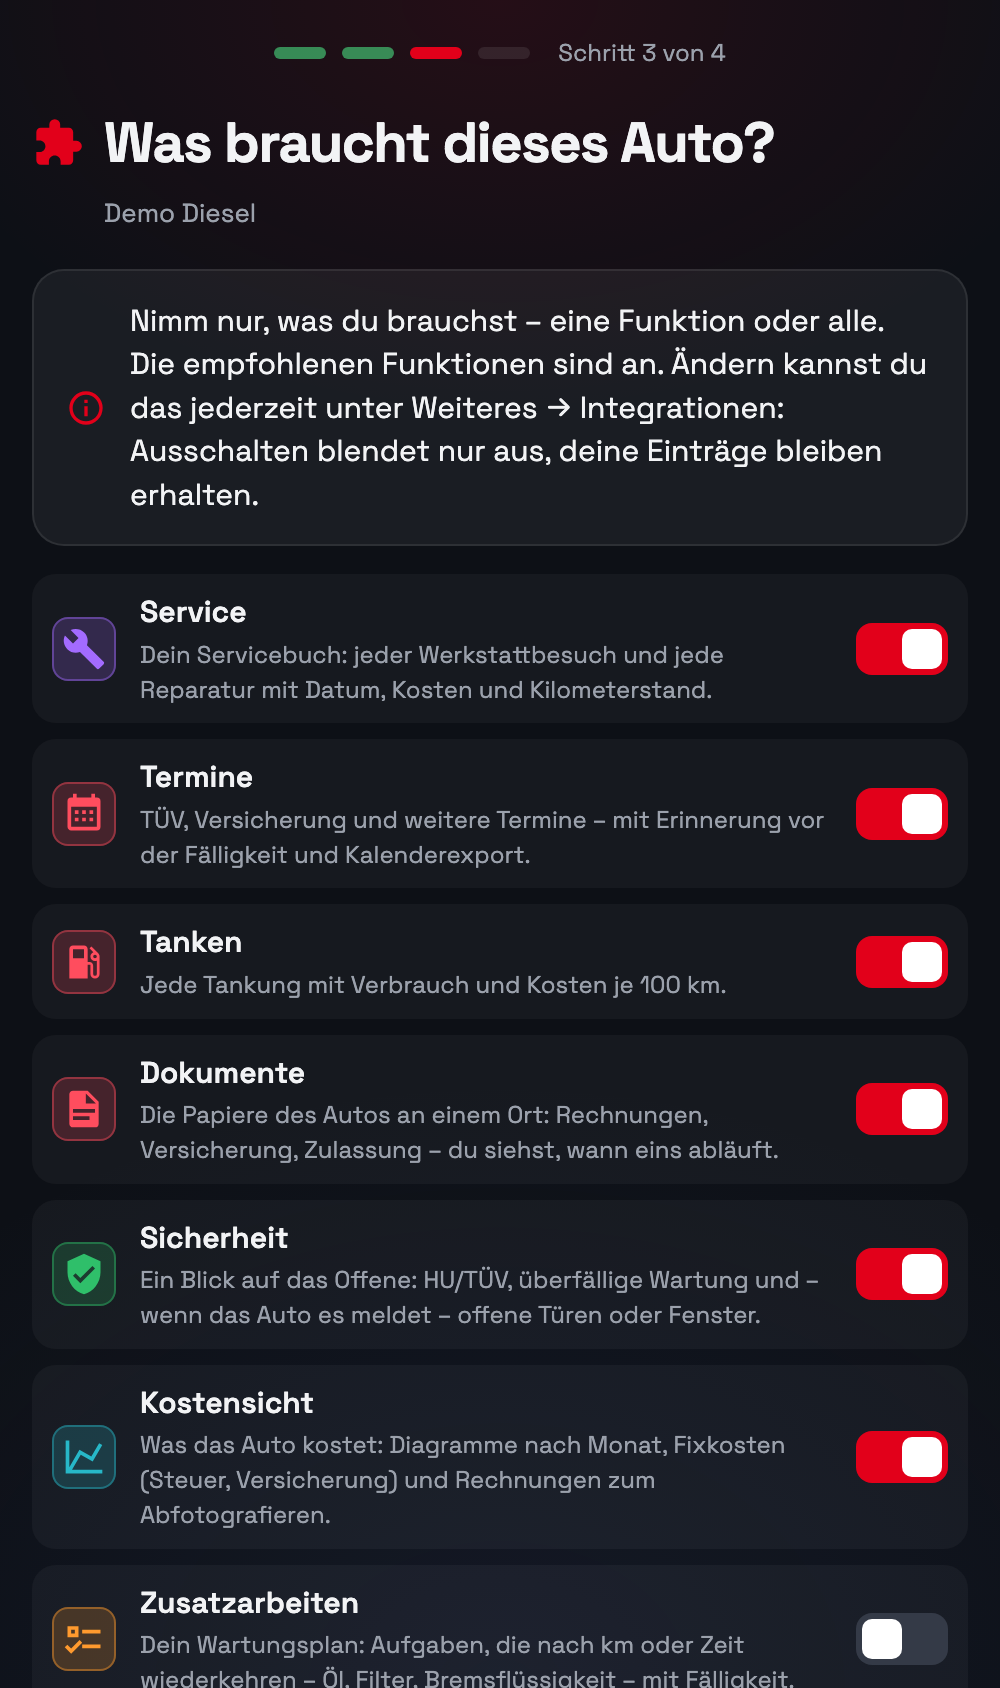 Schritt 3 von 4
Was braucht dieses Auto?
Demo Diesel
Nimm nur, was du brauchst – eine Funktion oder alle.
Die empfohlenen Funktionen sind an. Ändern kannst du
das jederzeit unter Weiteres → Integrationen:
Ausschalten blendet nur aus, deine Einträge bleiben
erhalten.
Service
Dein Servicebuch: jeder Werkstattbesuch und jede
Reparatur mit Datum, Kosten und Kilometerstand.
Termine
TÜV, Versicherung und weitere Termine – mit Erinnerung vor
der Fälligkeit und Kalenderexport.
Tanken
Jede Tankung mit Verbrauch und Kosten je 100 km.
Dokumente
Die Papiere des Autos an einem Ort: Rechnungen,
Versicherung, Zulassung – du siehst, wann eins abläuft.
Sicherheit
Ein Blick auf das Offene: HU/TÜV, überfällige Wartung und –
wenn das Auto es meldet – offene Türen oder Fenster.
Kostensicht
Was das Auto kostet: Diagramme nach Monat, Fixkosten
(Steuer, Versicherung) und Rechnungen zum
Abfotografieren.
Zusatzarbeiten
Dein Wartungsplan: Aufgaben, die nach km oder Zeit
wiederkehren – Öl, Filter, Bremsflüssigkeit – mit Fälligkeit.